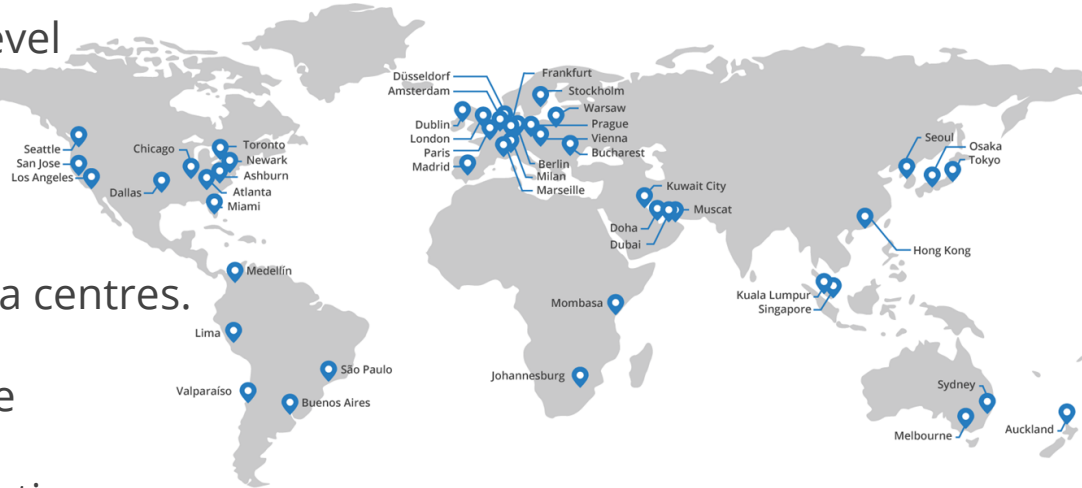 evel
a centres.
e
Seattle
San Jose
Los Angeles
Chicago
Dallas
Toronto
Newark
Ashburn
Atlanta
Miami
Medellín
Lima
Valparaíso
São Paulo
Buenos Aires
Düsseldorf
Amsterdam
Dublin
London
Paris
Madrid
Frankfurt
Stockholm
Warsaw
Prague
Vienna
Bucharest
Berlin
Milan
Marseille
Kuwait City
Muscat
Doha
Dubai
Mombasa
Johannesburg
Seoul
Osaka
Tokyo
Hong Kong
Kuala Lumpur
Singapore
Sydney
Melbourne
Auckland